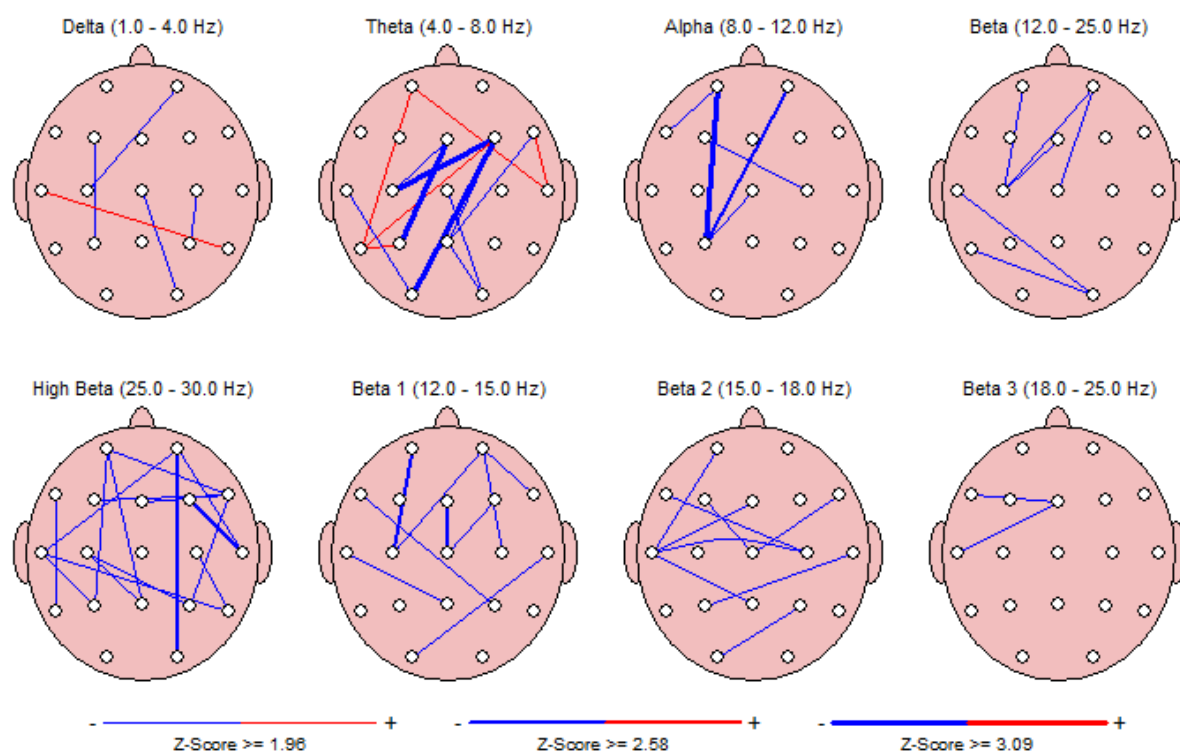 Delta (1.0 - 4.0 Hz) Theta (4.0 - 8.0 Hz) Alpha (8.0 - 12.0 Hz) Beta (12.0 - 25.0 Hz)
High Beta (25.0 - 30.0 Hz) Beta 1 (12.0 - 15.0 Hz) Beta 2 (15.0 - 18.0 Hz) Beta 3 (18.0 - 25.0 Hz)
- + - + - +
Z-Score >= 1.96 Z-Score >= 2.58 Z-Score >= 3.09